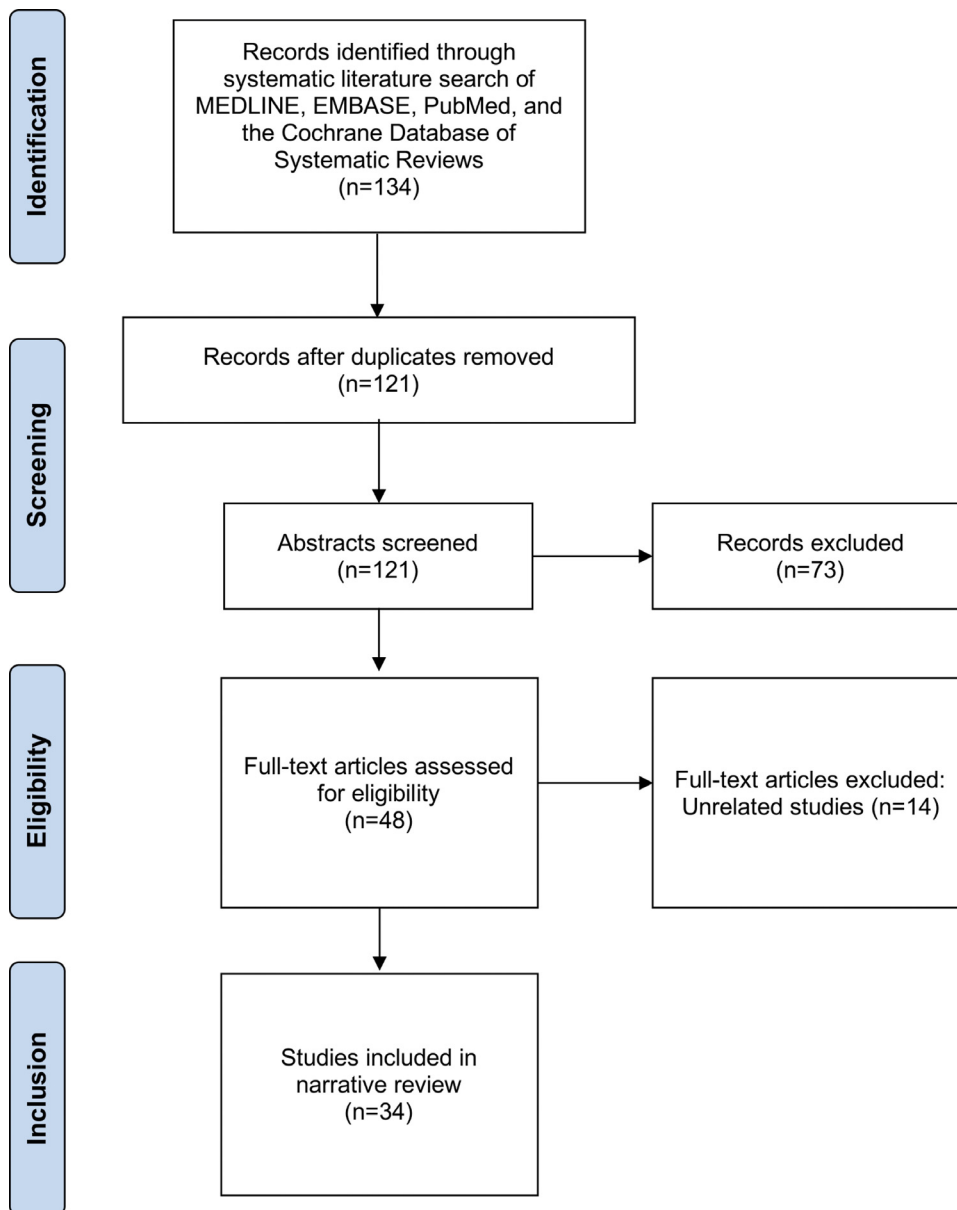 Identification
Records identified through
systematic literature search of
MEDLINE, EMBASE, PubMed, and
the Cochrane Database of
Systematic Reviews
(n=134)
Screening
Records after duplicates removed
(n=121)
Abstracts screened
(n=121)
Records excluded
(n=73)
Eligibility
Full-text articles assessed
for eligibility
(n=48)
Full-text articles excluded:
Unrelated studies (n=14)
Inclusion
Studies included in
narrative review
(n=34)